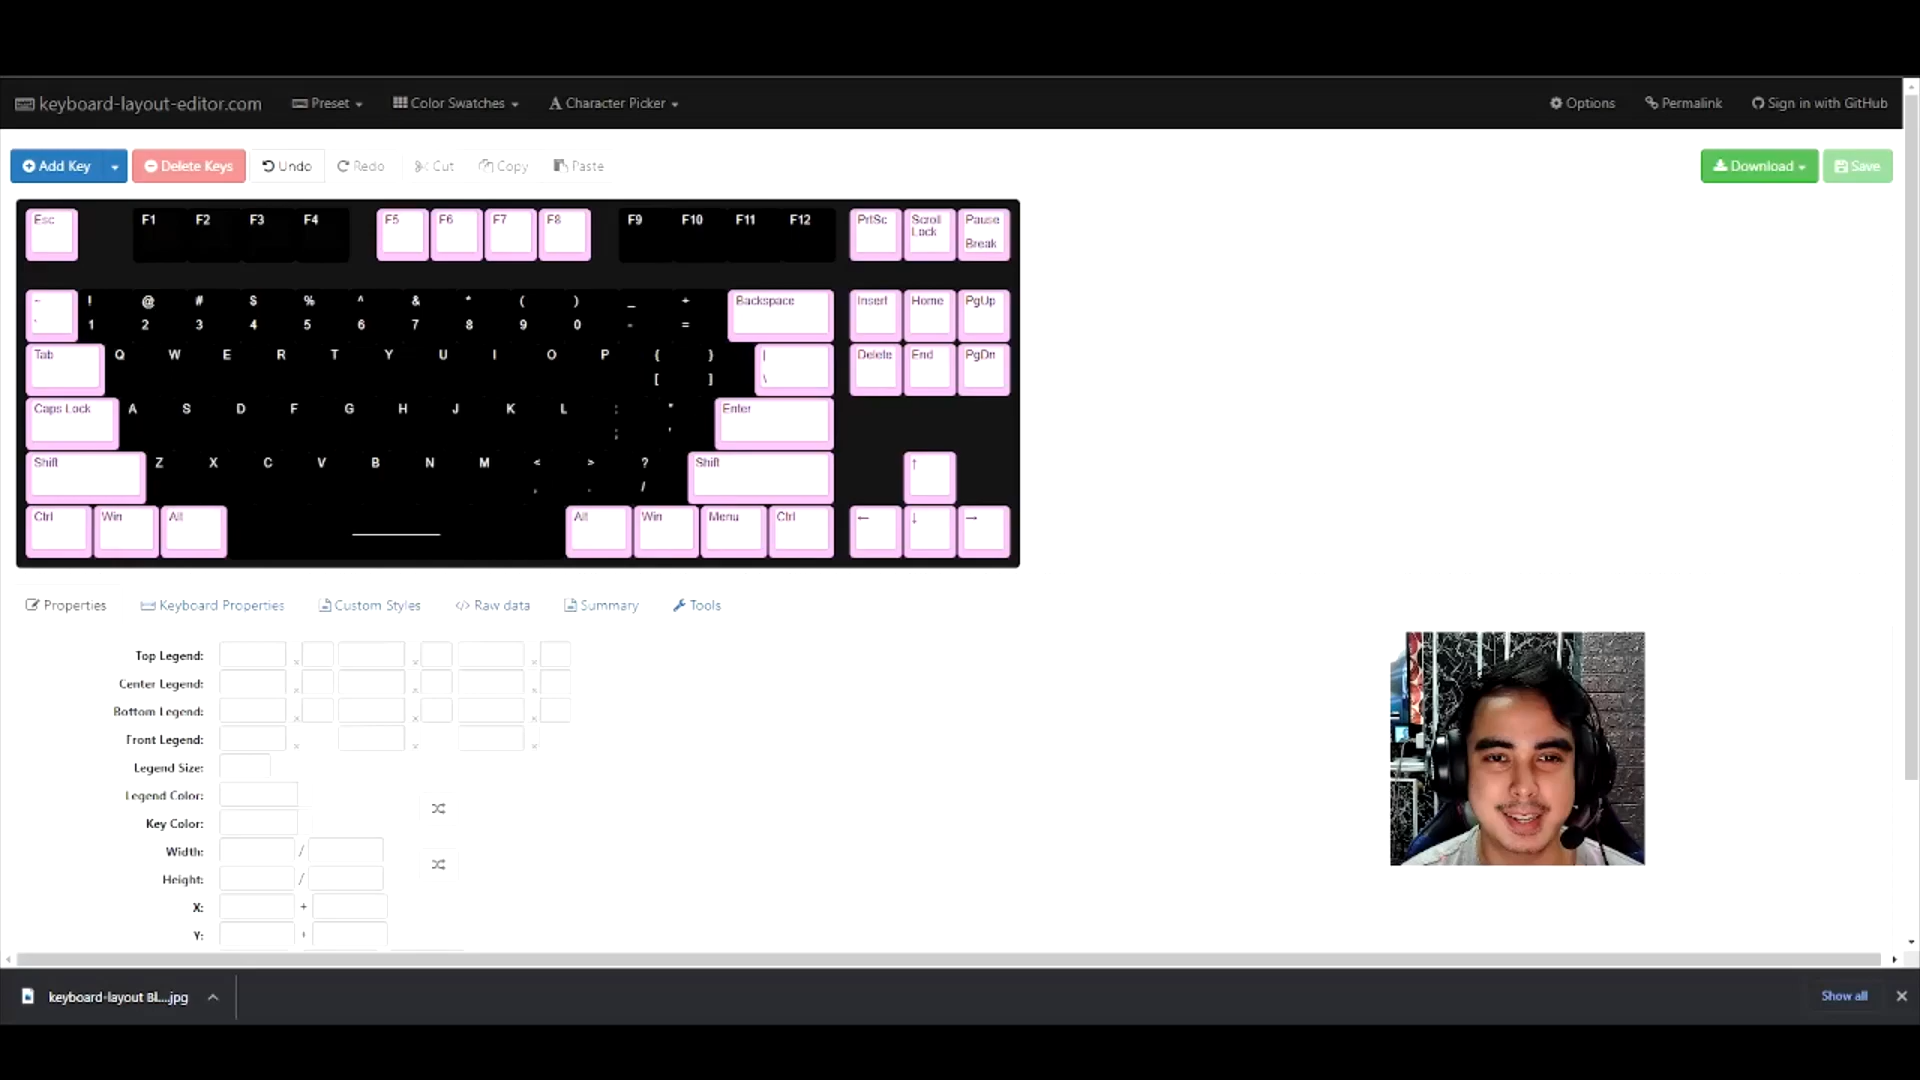 keyboard-layout-editor.com Preset Color Swatches Character Picker Options Permalink Sign in with GitHub
Add Key Delete Keys Undo Redo Cut Copy Paste Download Save
Esc F1 F2 F3 F4 F5 F6 F7 F8 F9 F10 F11 F12 PrtSc Scroll Lock Pause Break
~ ! @ # $ % ^ & * ( ) _ + Backspace Insert Home PgUp
` 1 2 3 4 5 6 7 8 9 0 - =
Tab Q W E R T Y U I O P { } | Delete End PgDn
[ ] \
Caps Lock A S D F G H J K L : " Enter
; '
Shift Z X C V B N M < > ? Shift ↑
, . /
Ctrl Win Alt Alt Win Menu Ctrl ← ↓ →
Properties Keyboard Properties Custom Styles </> Raw data Summary Tools
Top Legend: x x x
Center Legend: x x x
Bottom Legend: x x x
Front Legend: x x x
Legend Size:
Legend Color:
Key Color:
Width: /
Height: /
X: +
Y: +
keyboard-layout Bl....jpg Show all